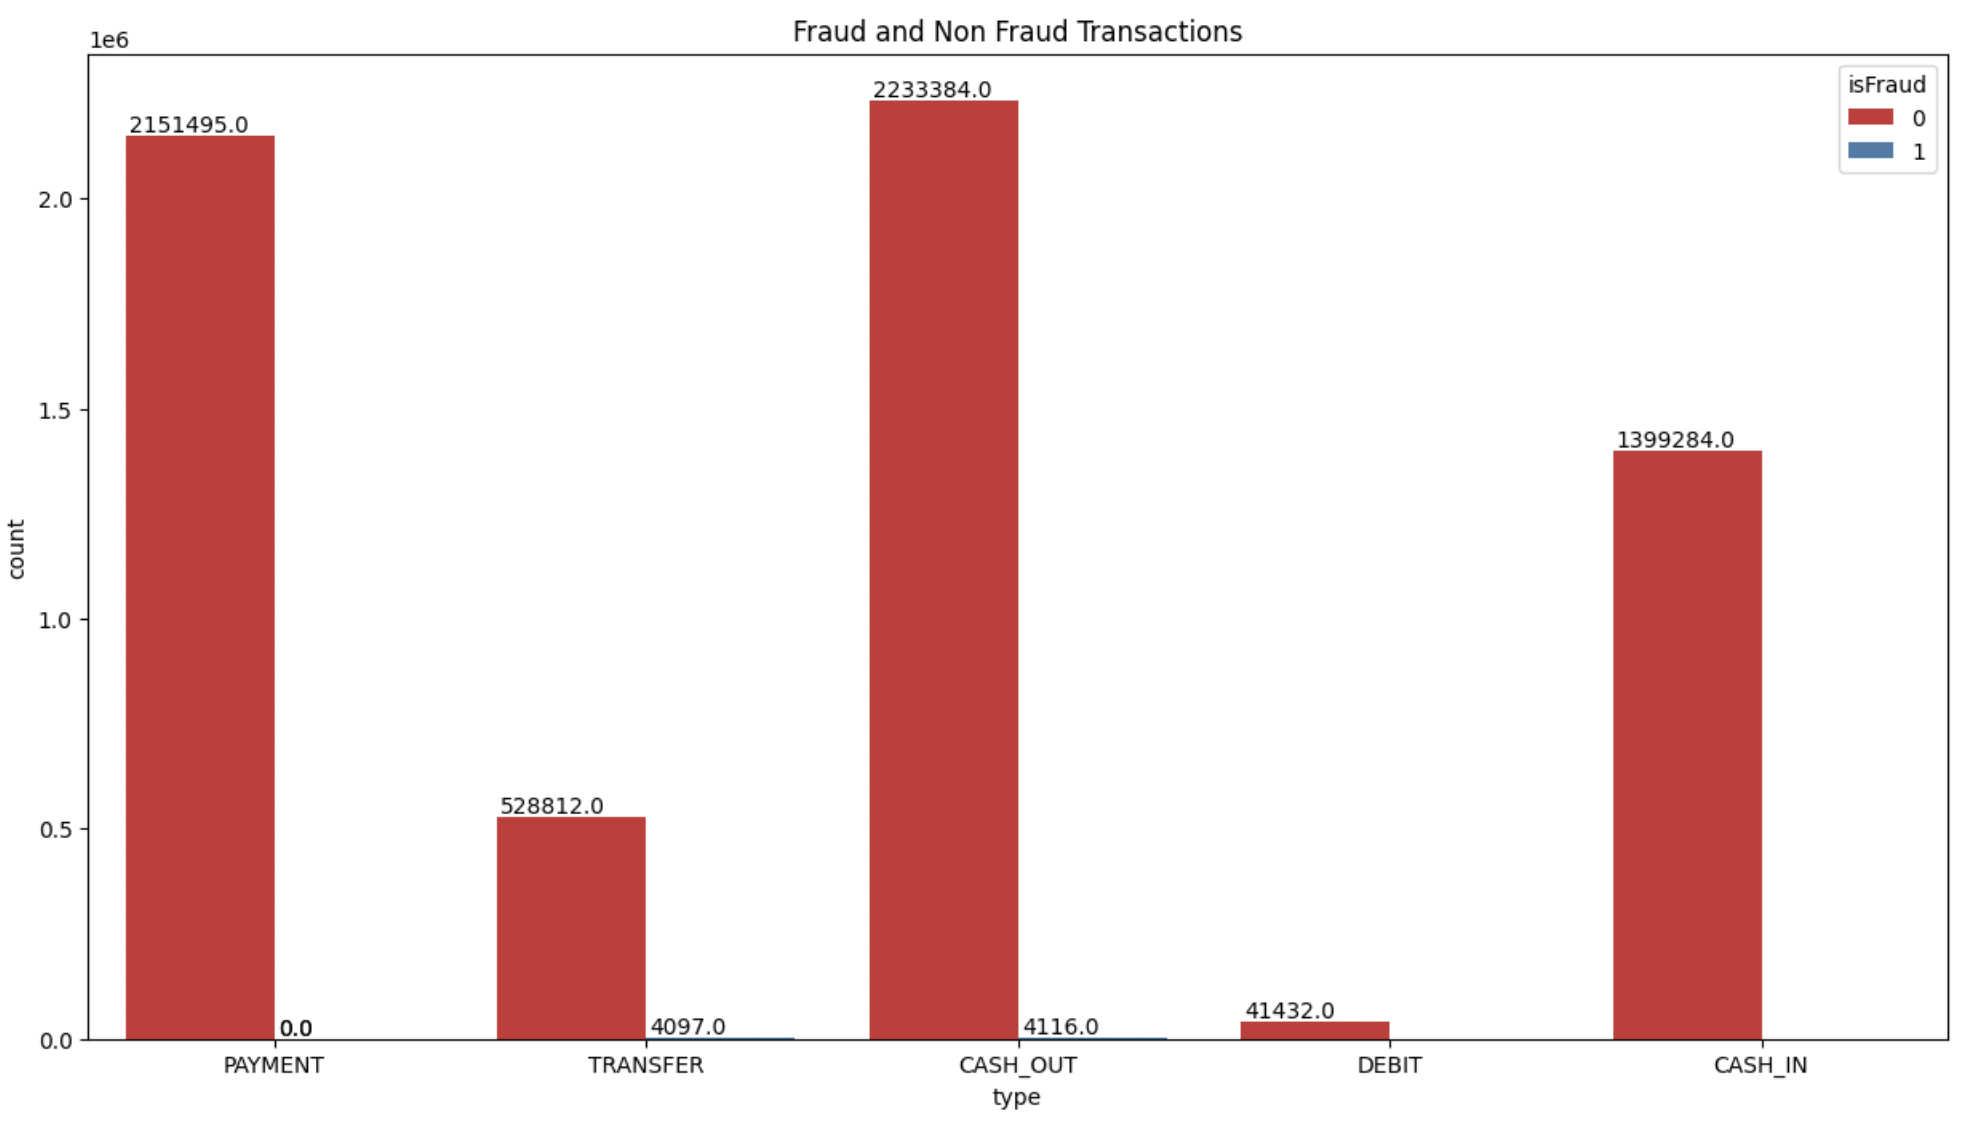 Fraud and Non Fraud Transactions
1e6
isFraud
0
1
2.0
1.5
1.0
0.5
0.0
count
2151495.0
0.0
528812.0
4097.0
2233384.0
4116.0
41432.0
1399284.0
PAYMENT
TRANSFER
CASH_OUT
DEBIT
CASH_IN
type